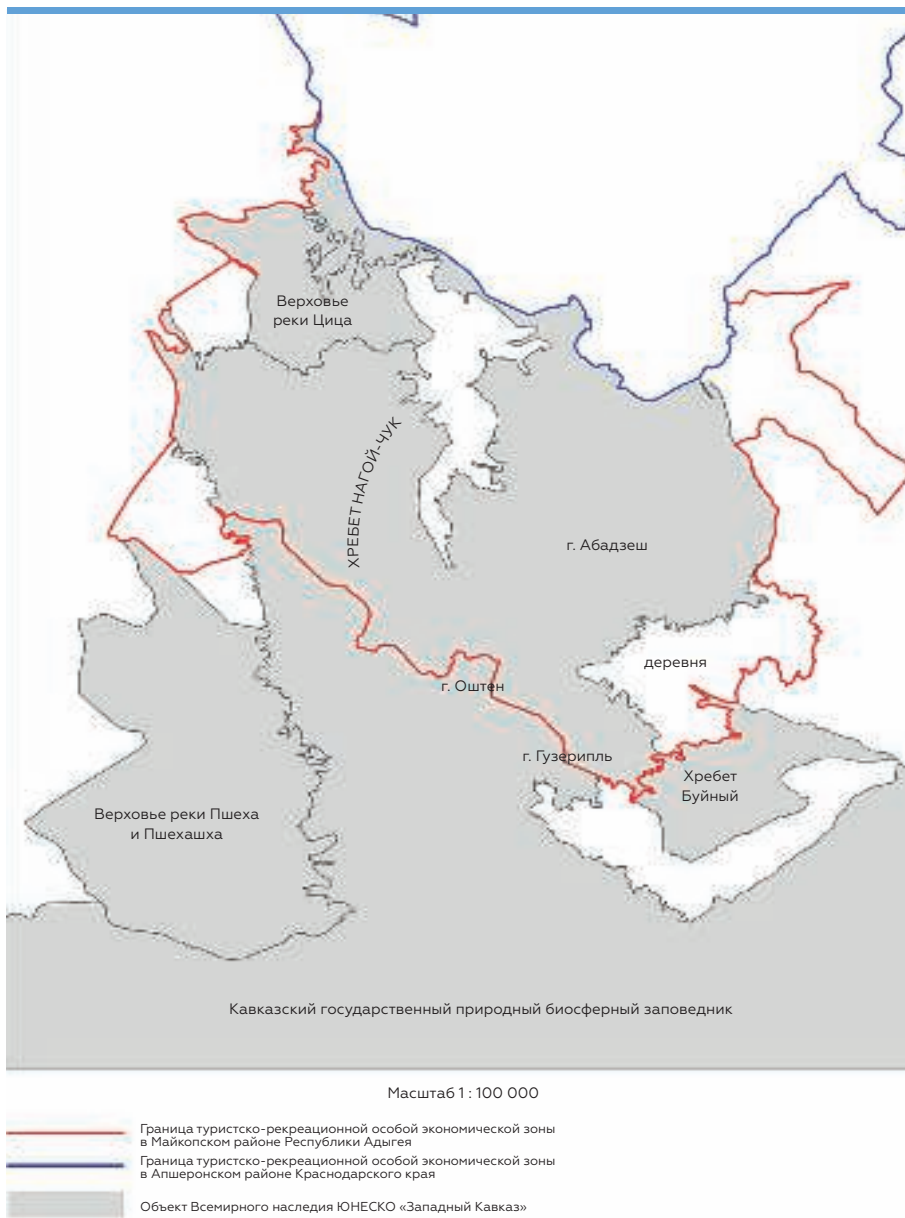 Верховье
реки Цица
ХРЕБЕТ НАГОЙ-ЧУК
г. Абадзеш
деревня
г. Оштен
г. Гузерипль
Хребет
Буйный
Верховье реки Пшеха
и Пшехашха
Кавказский государственный природный биосферный заповедник
Масштаб 1 : 100 000
Граница туристско-рекреационной особой экономической зоны
в Майкопском районе Республики Адыгея
Граница туристско-рекреационной особой экономической зоны
в Апшеронском районе Краснодарского края
Объект Всемирного наследия ЮНЕСКО «Западный Кавказ»